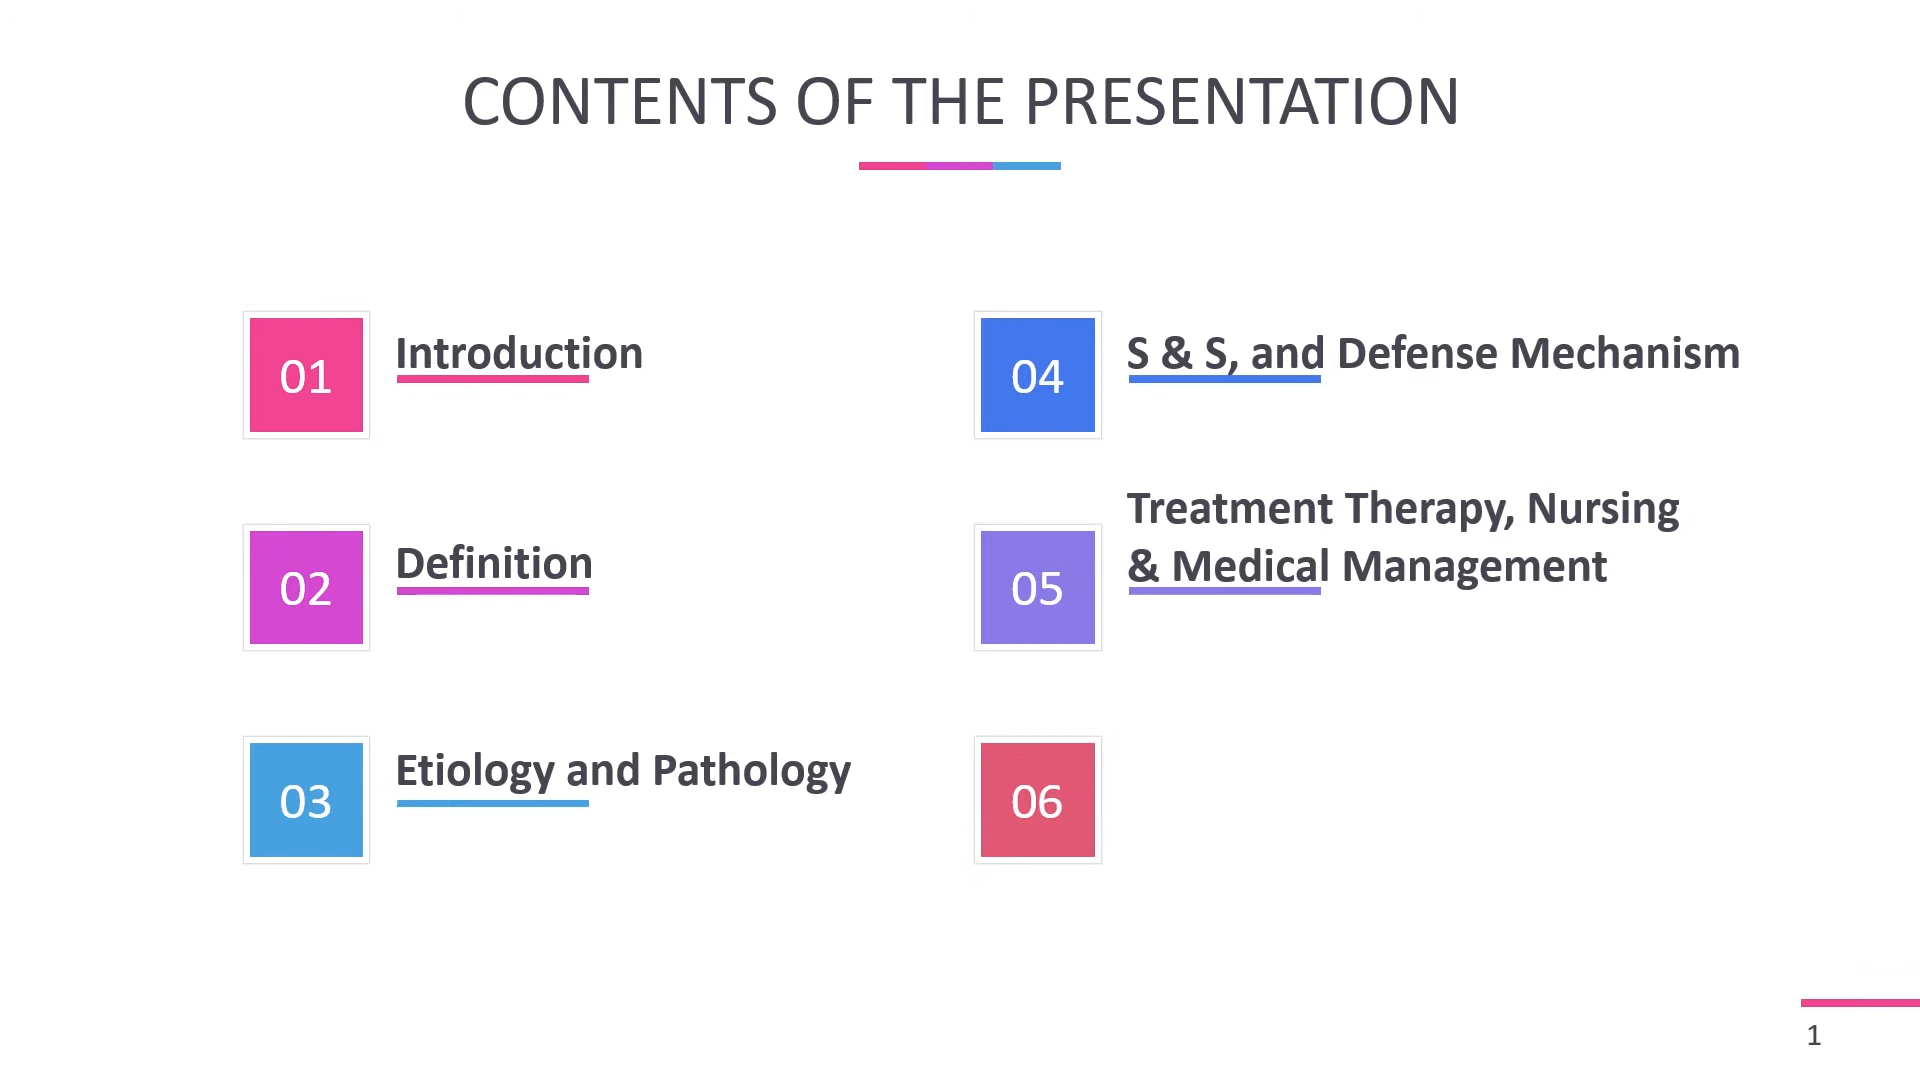 CONTENTS OF THE PRESENTATION
01
Introduction
02
Definition
03
Etiology and Pathology
04
S & S, and Defense Mechanism
05
Treatment Therapy, Nursing
& Medical Management
06
1